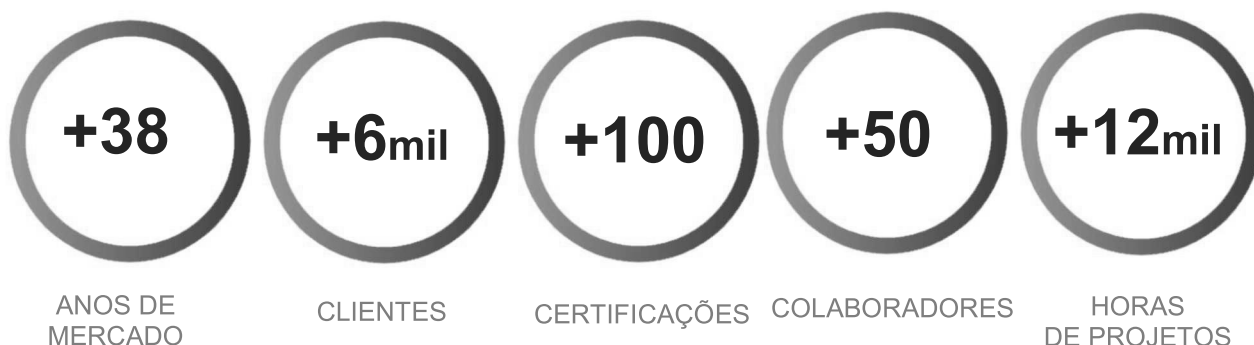 +38
+6mil
+100
+50
+12mil
ANOS DE
MERCADO
CLIENTES
CERTIFICAÇÕES
COLABORADORES
HORAS
DE PROJETOS